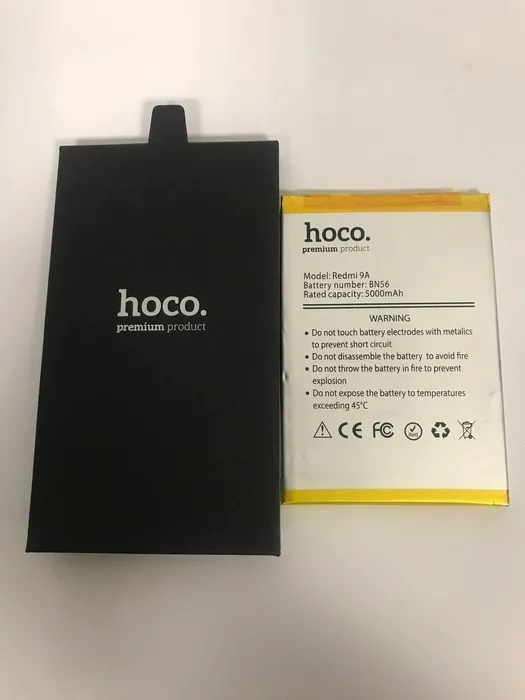 hoco.
premium product
hoco.
premium product
Model: Redmi 9A
Battery number: BN56
Rated capacity: 5000mAh
WARNING
• Do not touch battery electrodes with metalics
to prevent short circuit
• Do not disassemble the battery to avoid fire
• Do not throw the battery in fire to prevent
explosion
• Do not expose the battery to temperatures
exceeding 45°C
CE FC RoHS